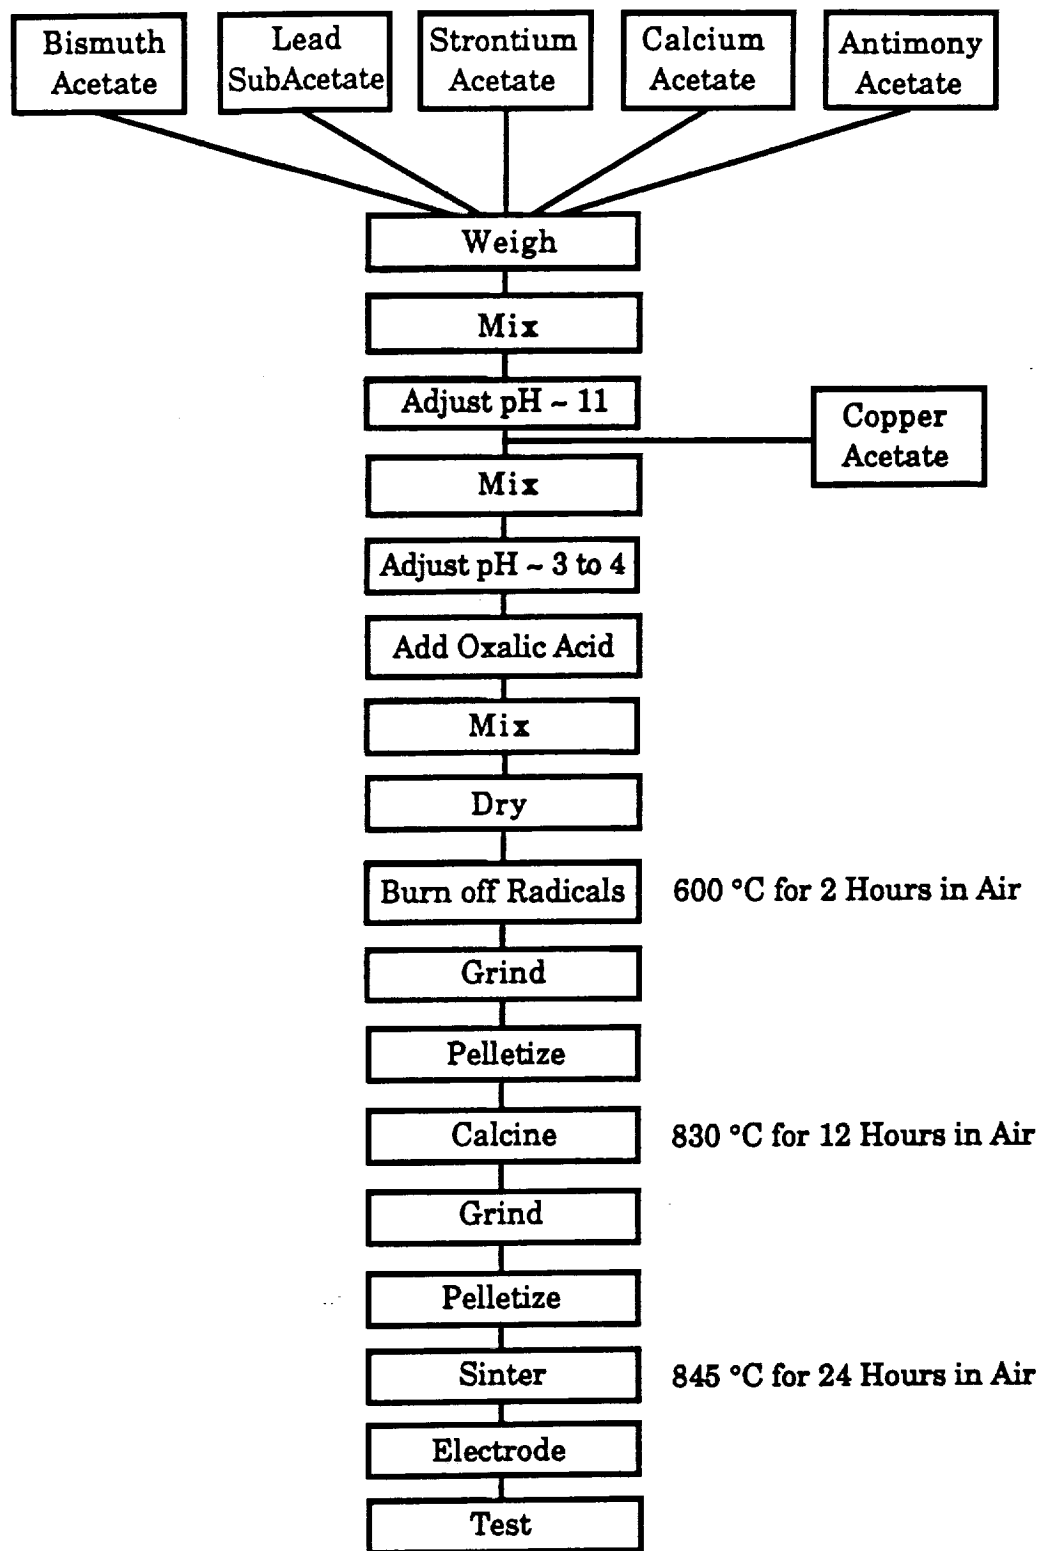 Bismuth
Acetate
Lead
SubAcetate
Strontium
Acetate
Calcium
Acetate
Antimony
Acetate
Weigh
Mix
Adjust pH ~ 11
Copper
Acetate
Mix
Adjust pH ~ 3 to 4
Add Oxalic Acid
Mix
Dry
Burn off Radicals
600 °C for 2 Hours in Air
Grind
Pelletize
Calcine
830 °C for 12 Hours in Air
Grind
Pelletize
Sinter
845 °C for 24 Hours in Air
Electrode
Test